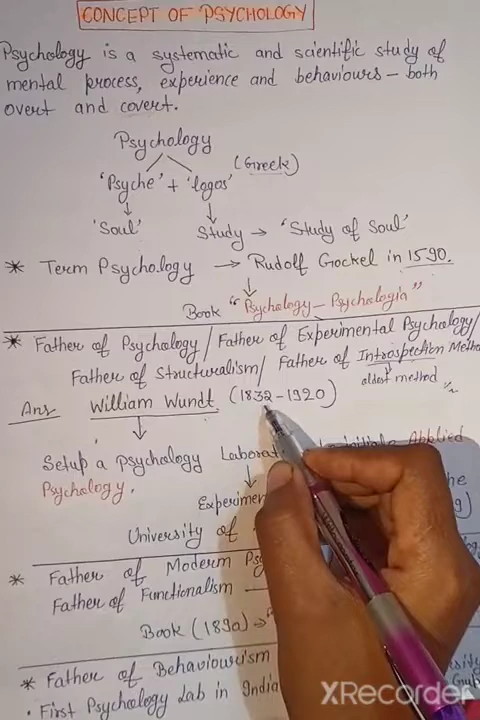 CONCEPT OF PSYCHOLOGY
Psychology is a systematic and scientific study of
mental process, experience and behaviours - both
overt and covert.
Psychology
(Greek)
'Psyche' + 'logos'
'Soul' Study → 'Study of Soul'
* Term Psychology → Rudolf Gockel in 1590.
Book "Psychology - Psychologia"
* Father of Psychology / Father of Experimental Psychology /
Father of Structuralism / Father of Introspection
oldest method
Ans William Wundt (1832-1920)
Setup a Psychology Applied
Psychology.
University of
* Father of Moderm
Father of Functionalism
Book (1890) →
* Father of Behaviourism
• First Psychology Lab in India
XRecorder